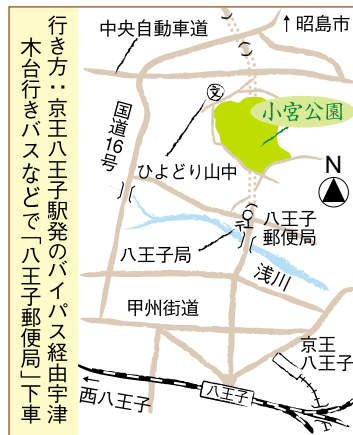 行き方：京王八王子駅発のバイパス経由宇津
木台行きバスなどで「八王子郵便局」下車
↑昭島市
中央自動車道
文
小宮公園
国道16号
ひよどり山中
N
八王子
郵便局
八王子局
浅川
甲州街道
京王
八王子
八王子
←
西八王子